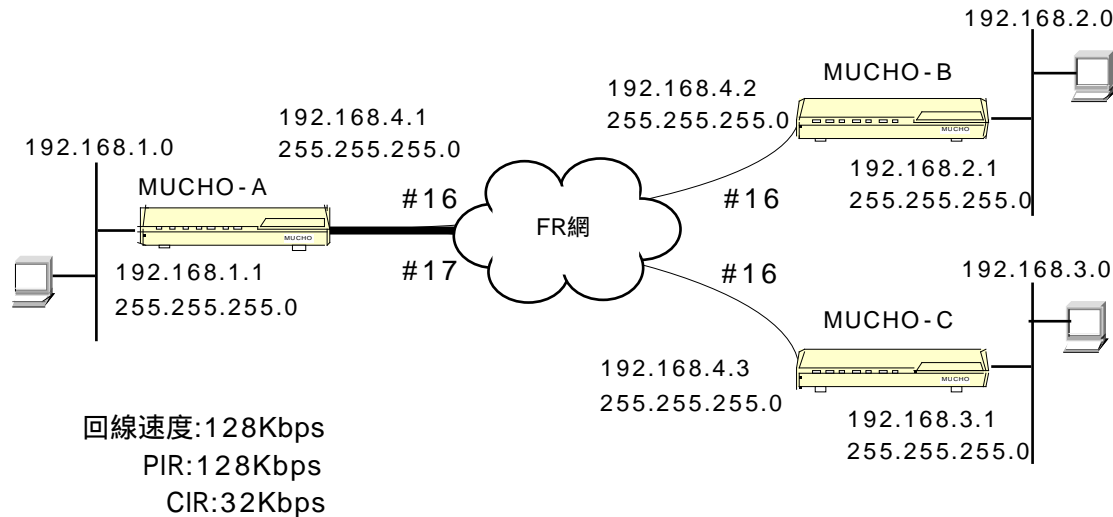 192.168.2.0
MUCHO-B
192.168.4.2
255.255.255.0
MUCHO
192.168.4.1
255.255.255.0
192.168.1.0
MUCHO-A
#16
#16
192.168.2.1
255.255.255.0
FR網
MUCHO
192.168.1.1
255.255.255.0
#17
#16
192.168.3.0
MUCHO-C
192.168.4.3
255.255.255.0
MUCHO
192.168.3.1
255.255.255.0
回線速度:128Kbps
PIR:128Kbps
CIR:32Kbps